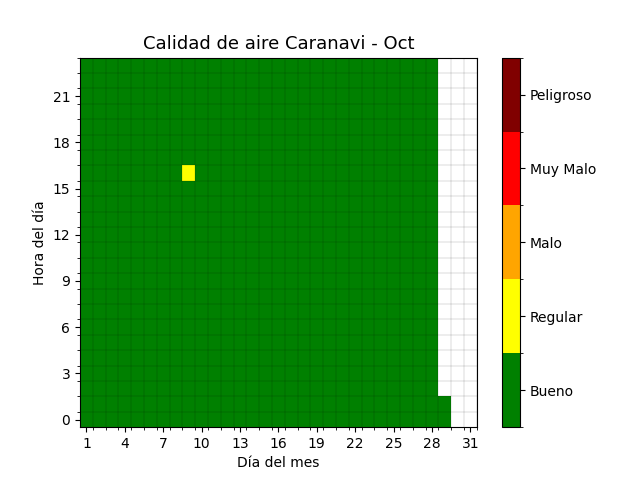 Calidad de aire Caranavi - Oct
Hora del día
21
18
15
12
9
6
3
0
1 4 7 10 13 16 19 22 25 28 31
Día del mes
Peligroso
Muy Malo
Malo
Regular
Bueno